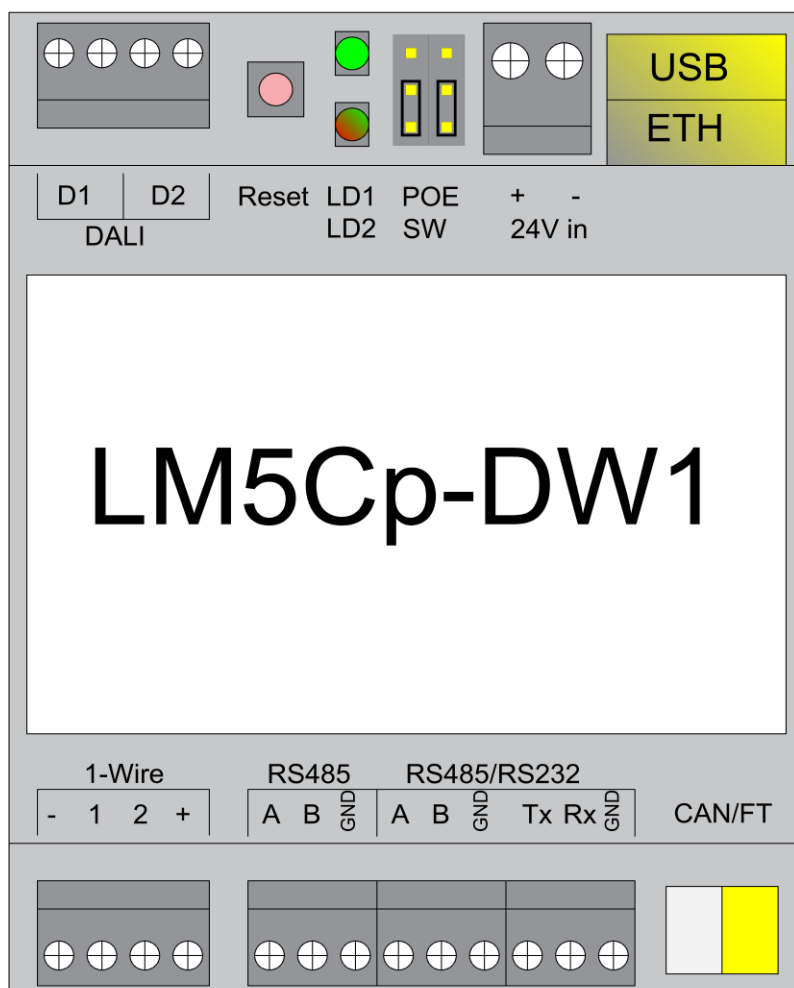 USB
ETH
D1 D2 Reset LD1 POE + -
DALI LD2 SW 24V in
LM5Cp-DW1
1-Wire RS485 RS485/RS232
- 1 2 + A B GND A B GND Tx Rx GND CAN/FT